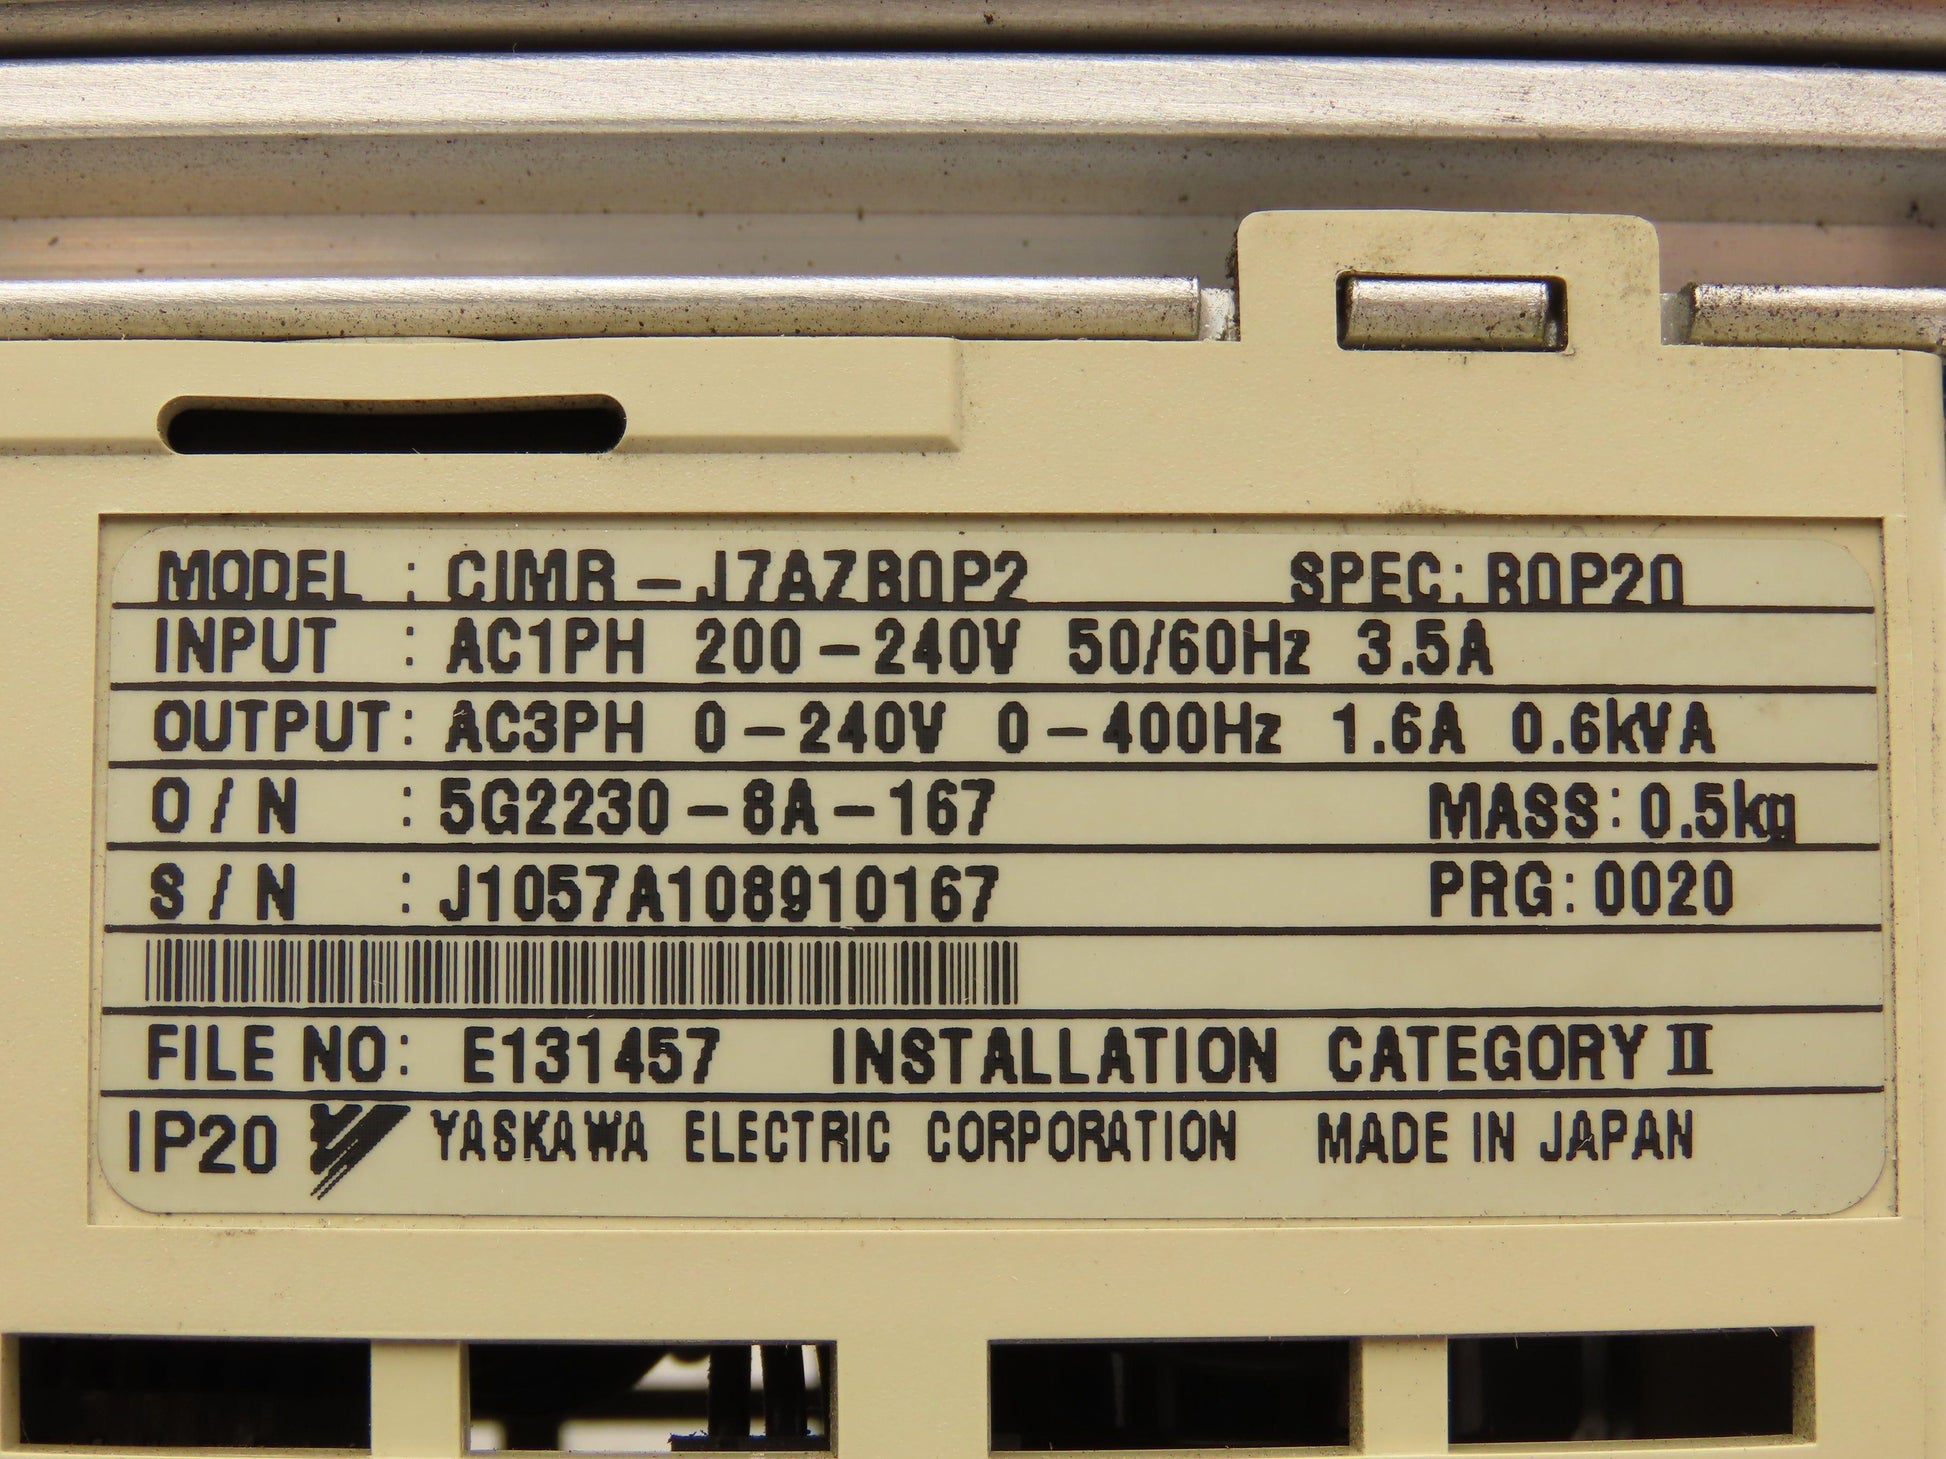 MODEL : CIMR-J7AZB0P2 SPEC: B0P20
INPUT : AC1PH 200-240V 50/60Hz 3.5A
OUTPUT: AC3PH 0-240V 0-400Hz 1.6A 0.6kVA
O/N : 5G2230-8A-167 MASS: 0.5kg
S/N : J1057A108910167 PRG: 0020
FILE NO: E131457 INSTALLATION CATEGORY II
IP20 YASKAWA ELECTRIC CORPORATION MADE IN JAPAN